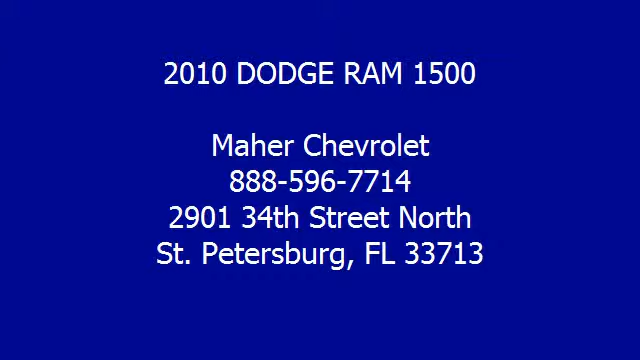 2010 DODGE RAM 1500
Maher Chevrolet
888-596-7714
2901 34th Street North
St. Petersburg, FL 33713